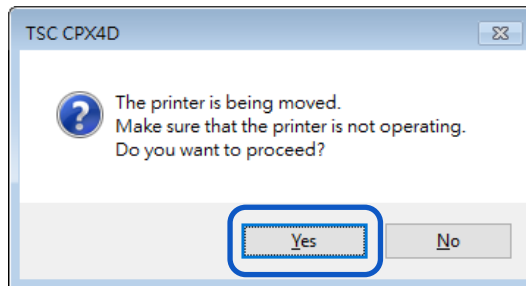 TSC CPX4D
The printer is being moved.
Make sure that the printer is not operating.
Do you want to proceed?
Yes
No